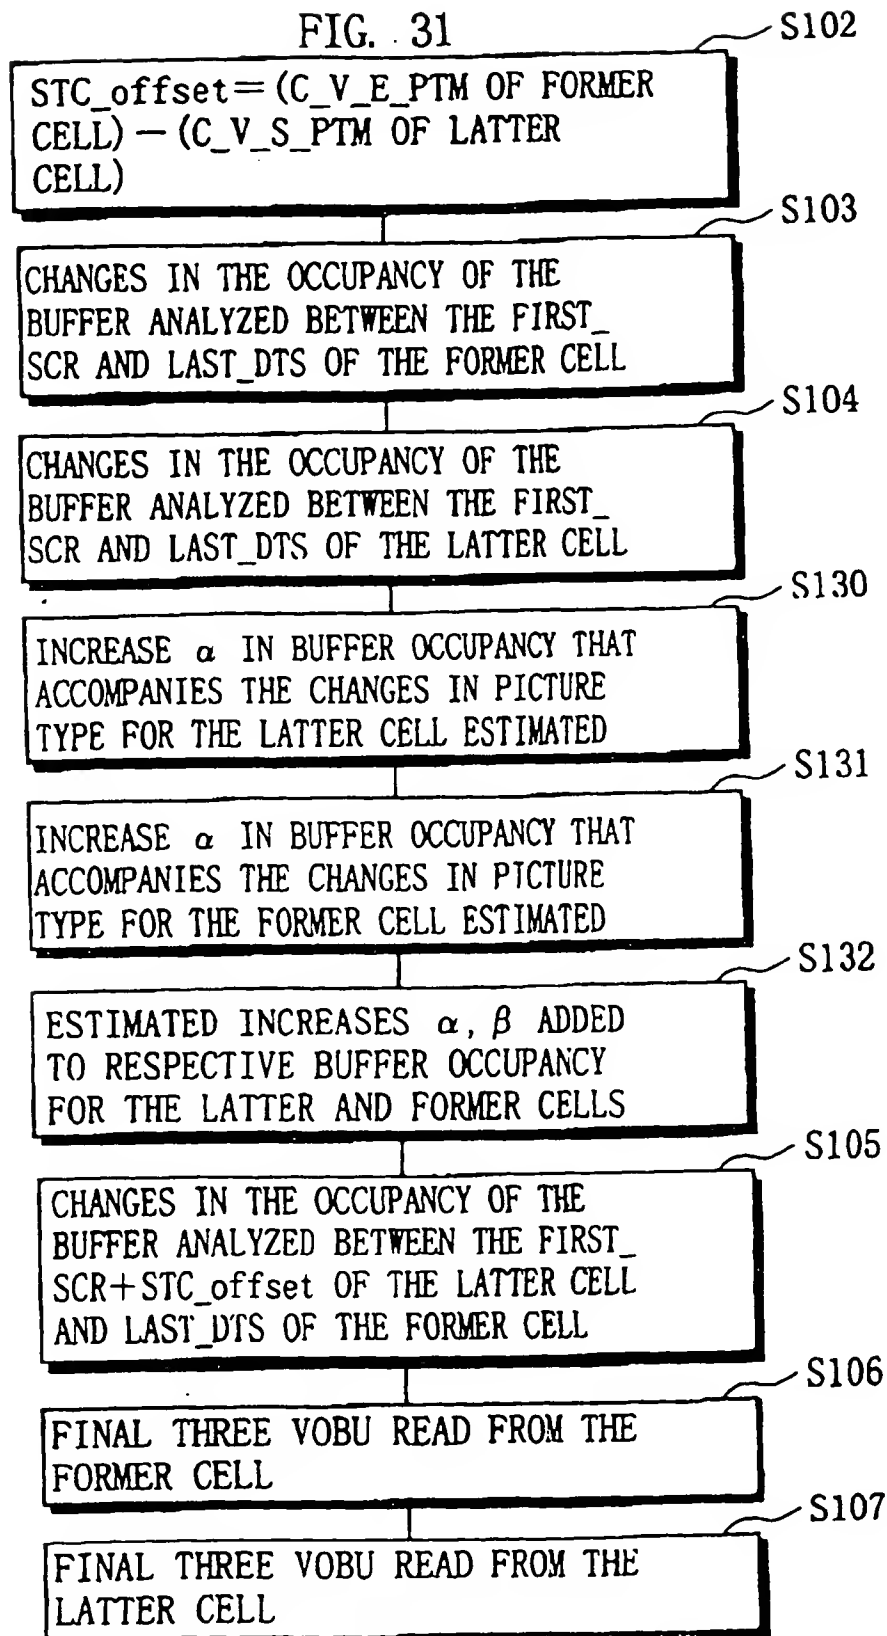 FIG. 31
S102
STC_offset=(C_V_E_PTM OF FORMER
CELL)-(C_V_S_PTM OF LATTER
CELL)
S103
CHANGES IN THE OCCUPANCY OF THE
BUFFER ANALYZED BETWEEN THE FIRST_
SCR AND LAST_DTS OF THE FORMER CELL
S104
CHANGES IN THE OCCUPANCY OF THE
BUFFER ANALYZED BETWEEN THE FIRST_
SCR AND LAST_DTS OF THE LATTER CELL
S130
INCREASE α IN BUFFER OCCUPANCY THAT
ACCOMPANIES THE CHANGES IN PICTURE
TYPE FOR THE LATTER CELL ESTIMATED
S131
INCREASE α IN BUFFER OCCUPANCY THAT
ACCOMPANIES THE CHANGES IN PICTURE
TYPE FOR THE FORMER CELL ESTIMATED
S132
ESTIMATED INCREASES α, β ADDED
TO RESPECTIVE BUFFER OCCUPANCY
FOR THE LATTER AND FORMER CELLS
S105
CHANGES IN THE OCCUPANCY OF THE
BUFFER ANALYZED BETWEEN THE FIRST_
SCR+STC_offset OF THE LATTER CELL
AND LAST_DTS OF THE FORMER CELL
S106
FINAL THREE VOBU READ FROM THE
FORMER CELL
S107
FINAL THREE VOBU READ FROM THE
LATTER CELL